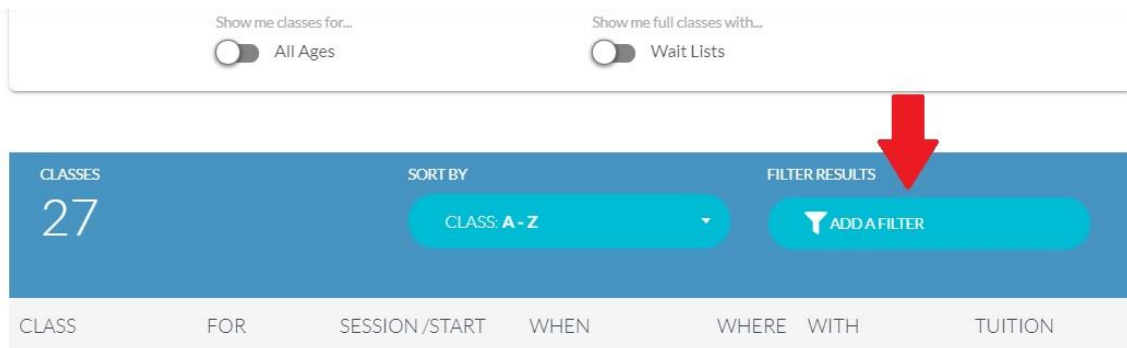 Show me classes for...
Show me full classes with...
All Ages
Wait Lists
CLASSES
SORT BY
FILTER RESULTS
27
CLASS: A - Z
ADD A FILTER
CLASS FOR SESSION / START WHEN WHERE WITH TUITION